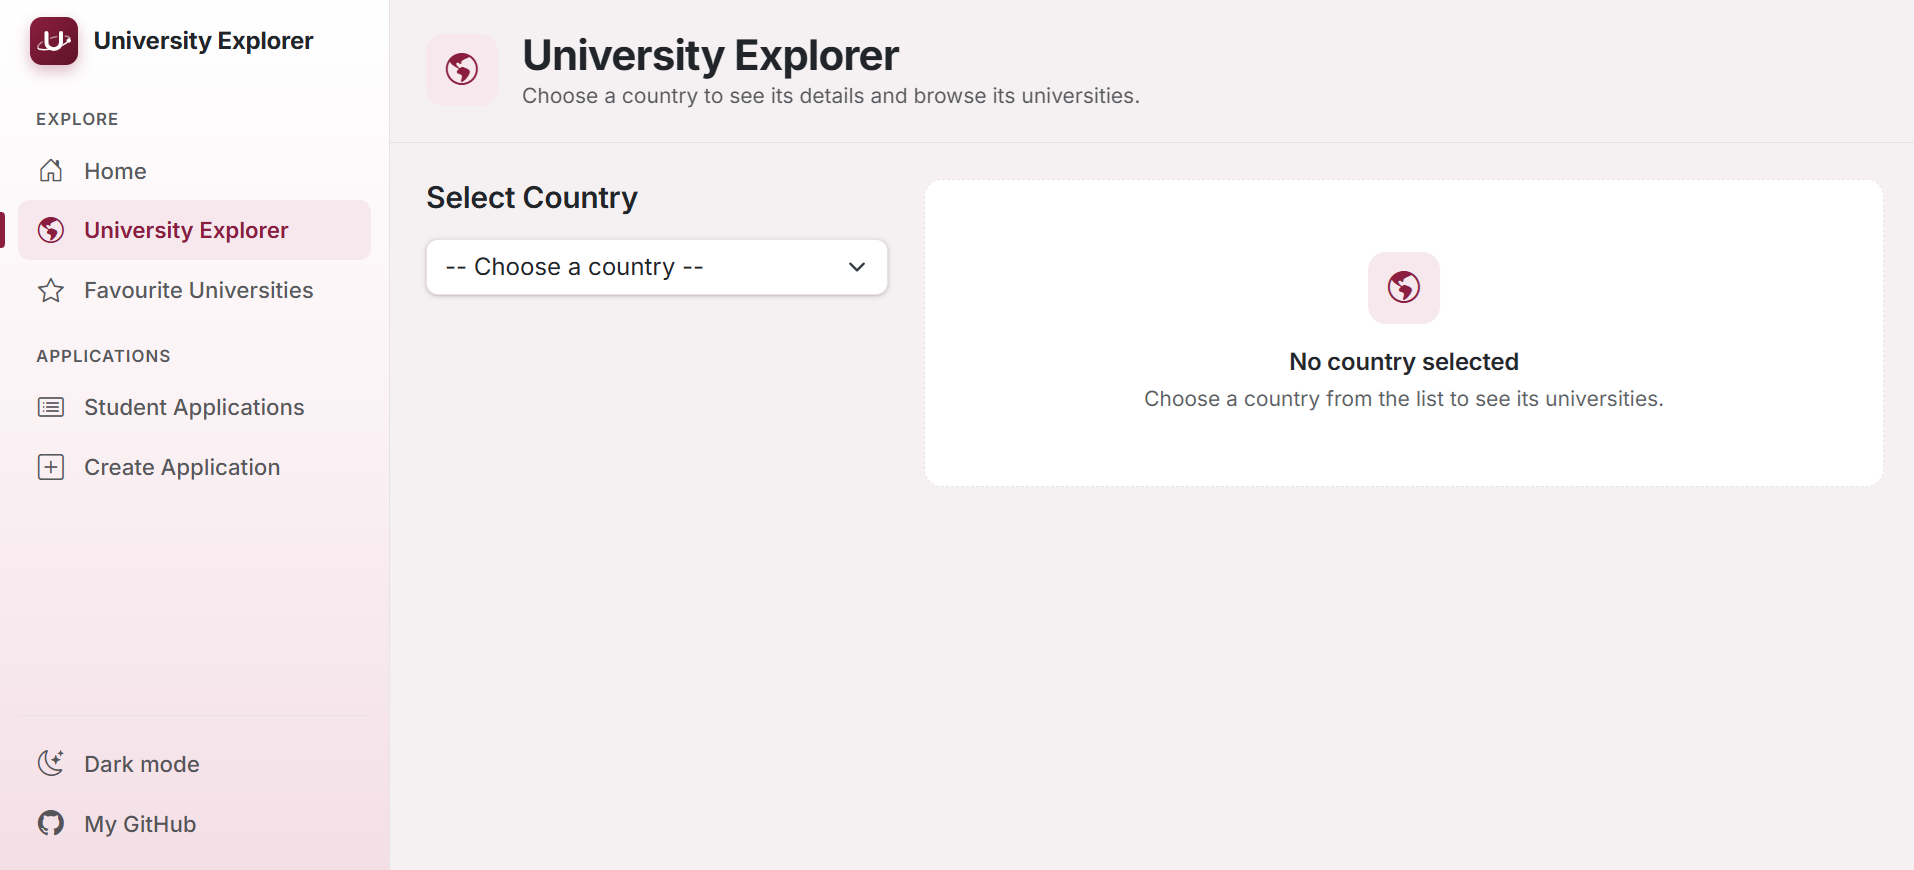 University Explorer
EXPLORE
Home
University Explorer
Favourite Universities
APPLICATIONS
Student Applications
Create Application
Dark mode
My GitHub
University Explorer
Choose a country to see its details and browse its universities.
Select Country
-- Choose a country --
No country selected
Choose a country from the list to see its universities.